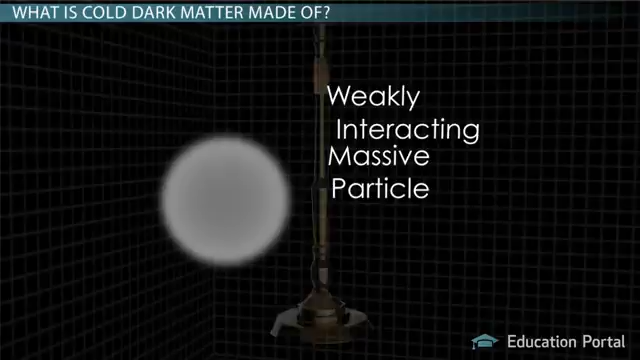 WHAT IS COLD DARK MATTER MADE OF?
Weakly
Interacting
Massive
Particle
Education Portal